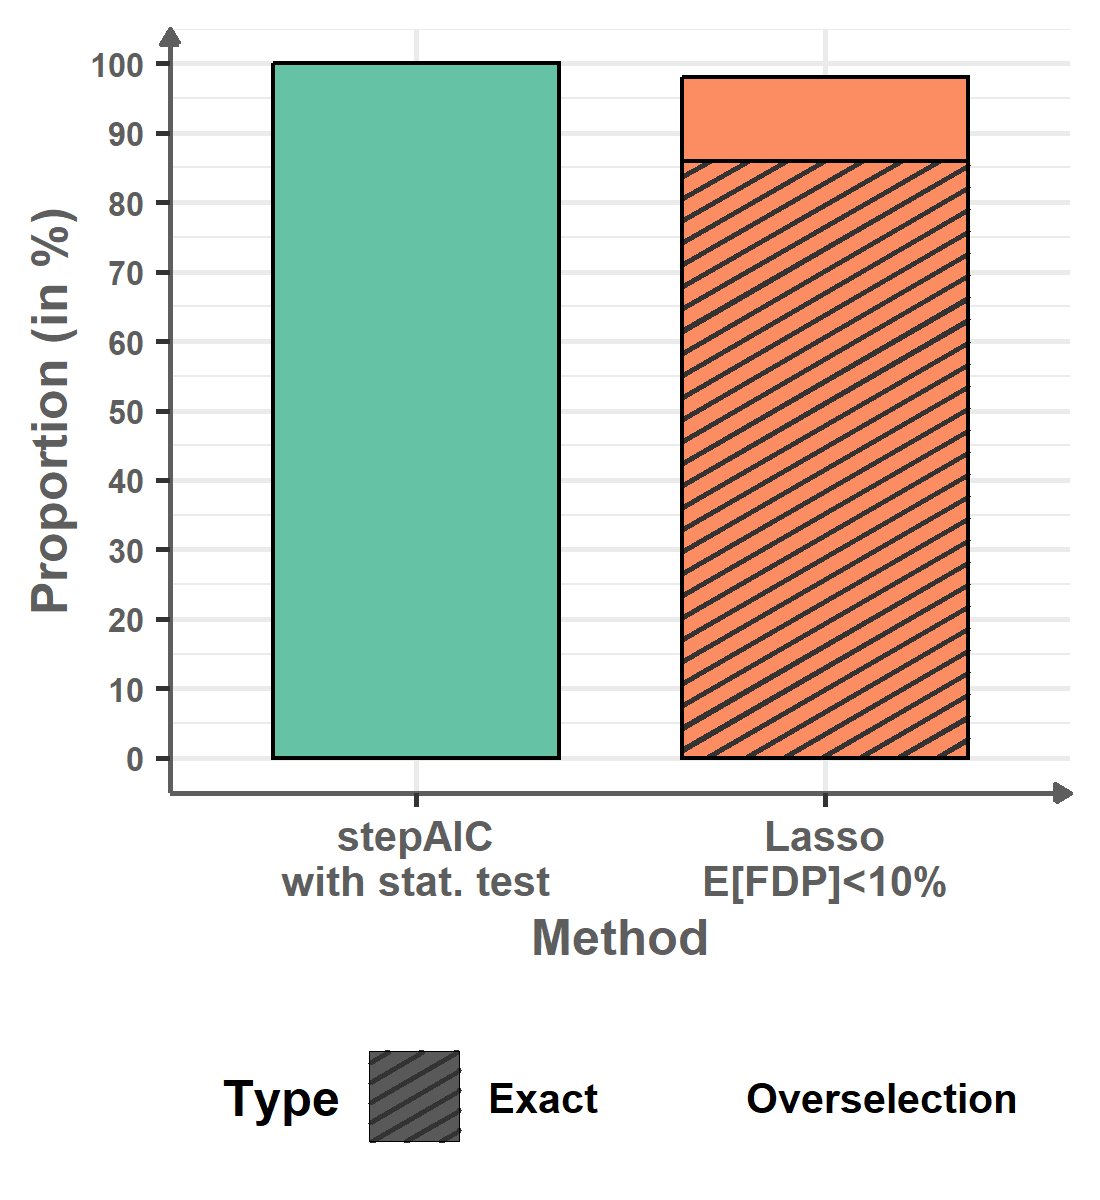 Proportion (in %)
100
90
80
70
60
50
40
30
20
10
0
stepAIC
with stat. test
Lasso
E[FDP]<10%
Method
Type
Exact
Overselection